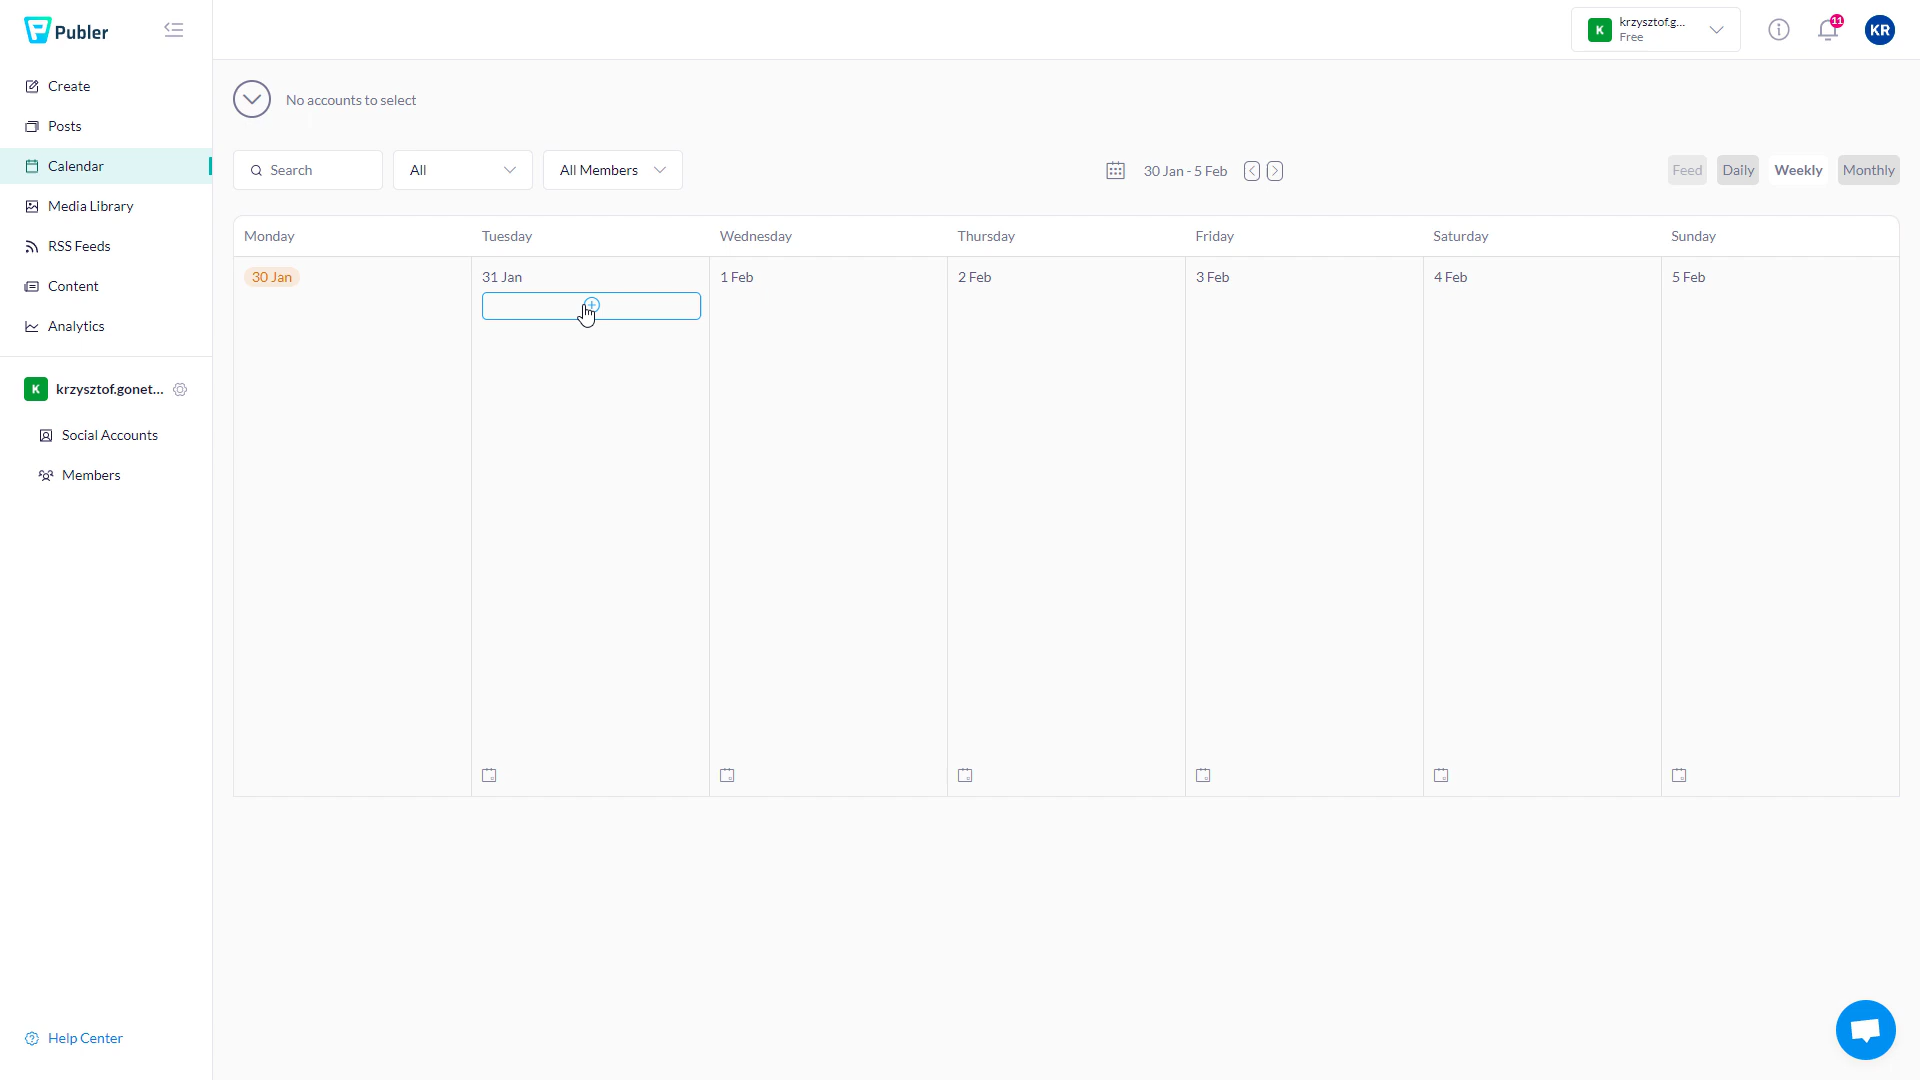 Publer
krzysztof.g...
Free
11
KR
K
Create
Posts
Calendar
Media Library
RSS Feeds
Content
Analytics
K krzysztof.gonet...
Social Accounts
Members
Help Center
No accounts to select
Search
All
All Members
30 Jan - 5 Feb
Feed Daily Weekly Monthly
Monday Tuesday Wednesday Thursday Friday Saturday Sunday
30 Jan 31 Jan 1 Feb 2 Feb 3 Feb 4 Feb 5 Feb